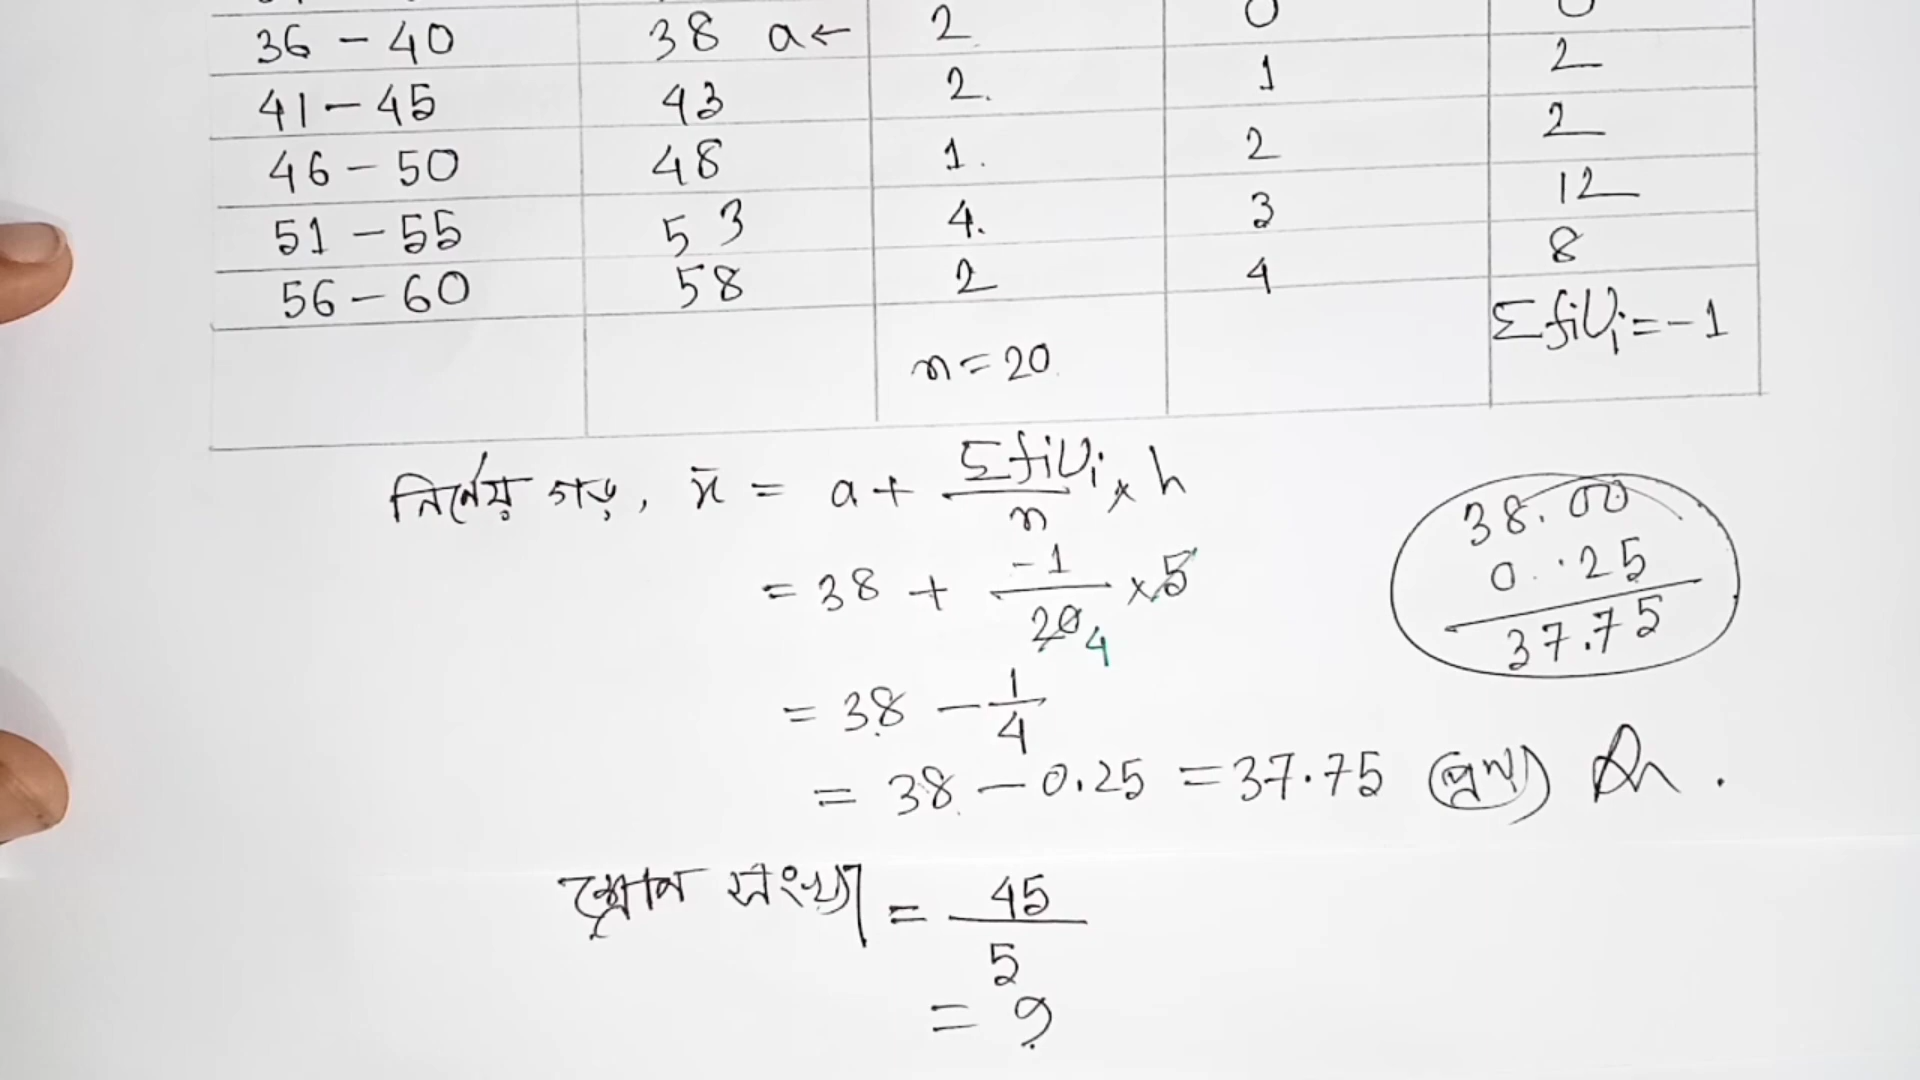 36 - 40 38 a← 2 0 0
41-45 43 2. 1 2
46-50 48 1. 2 2
51-55 53 4. 3 12
56-60 58 2 4 8
n=20 Σfiui=-1
নির্ণেয় গড়, x̄ = a + Σfiui/n × h
= 38 + -1/20 4 ×5
= 38 - 1/4
= 38 - 0.25 = 37.75 (প্রায়)
38.00
0.25
37.75
শ্রেণি সংখ্যা = 45/5
= 9